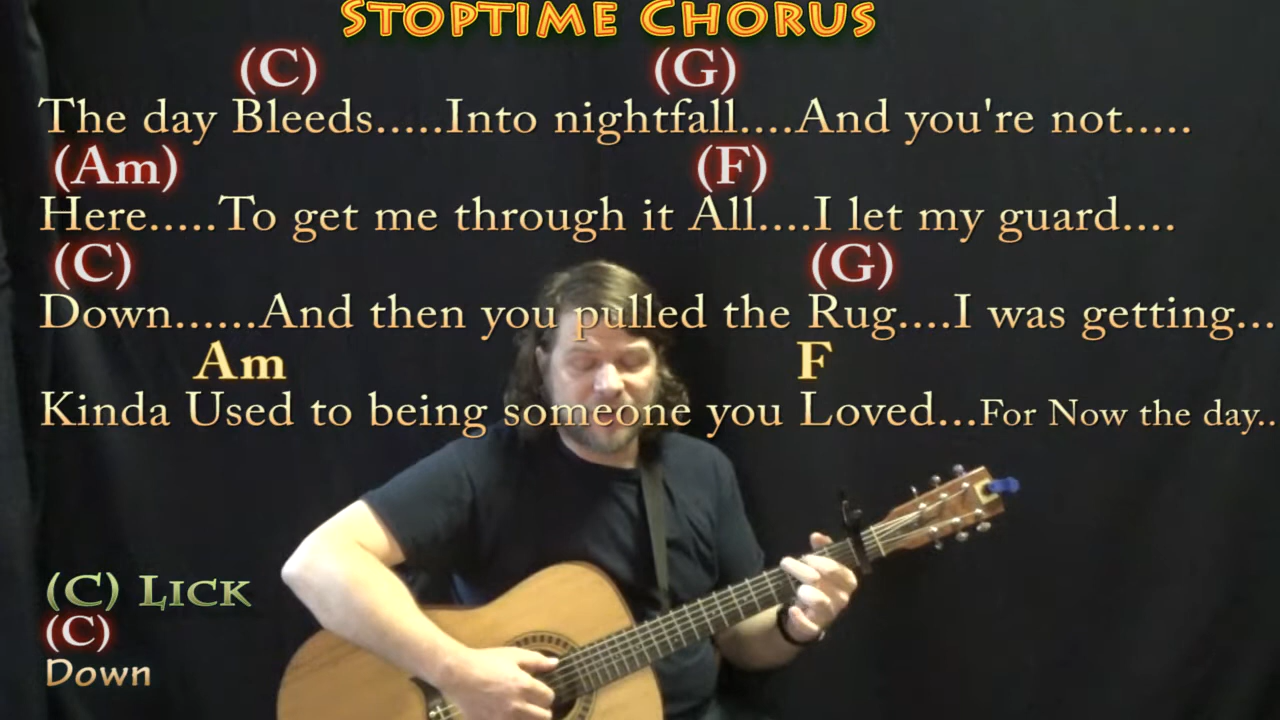 STOPTIME CHORUS
(C) (G)
The day Bleeds.....Into nightfall....And you're not.....
(Am) (F)
Here.....To get me through it All....I let my guard....
(C) (G)
Down......And then you pulled the Rug....I was getting...
Am F
Kinda Used to being someone you Loved...For Now the day..
(C) LICK
(C)
Down